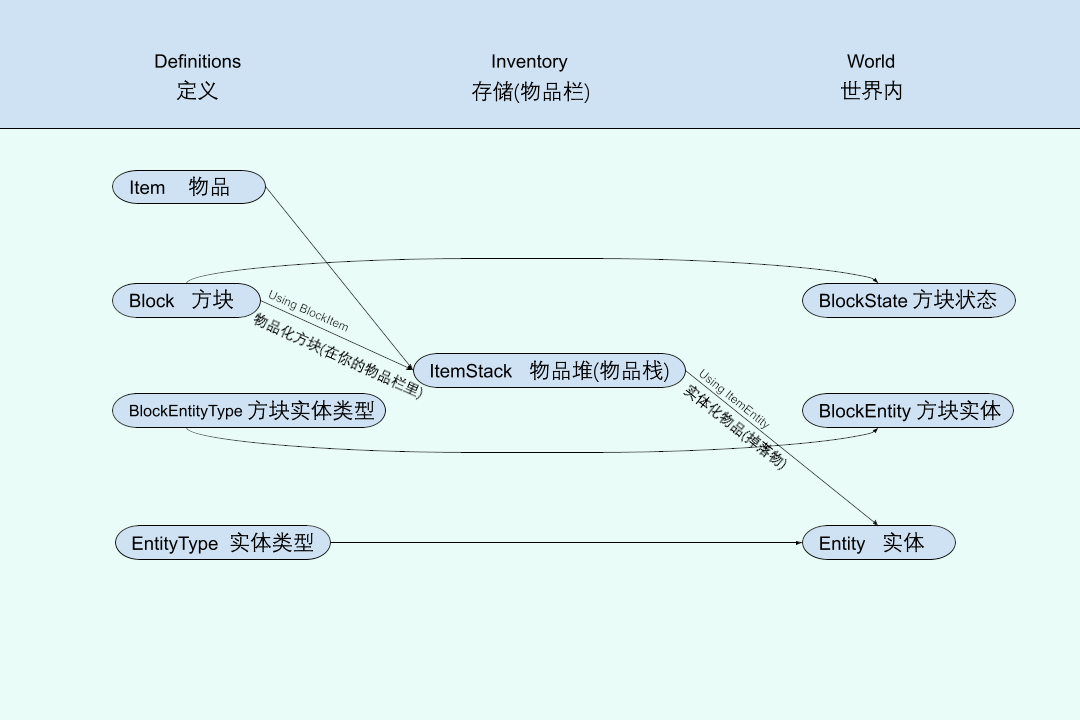 Definitions
定义
Inventory
存储(物品栏)
World
世界内
Item 物品
Block 方块
Using BlockItem
物品化方块(在你的物品栏里)
BlockState 方块状态
ItemStack 物品堆(物品栈)
Using ItemEntity
实体化物品(掉落物)
BlockEntityType 方块实体类型
BlockEntity 方块实体
EntityType 实体类型
Entity 实体